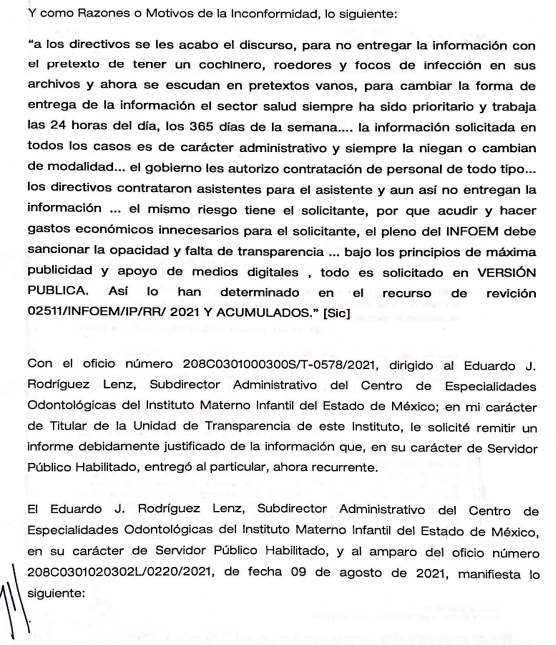 Y como Razones o Motivos de la Inconformidad, lo siguiente:
“a los directivos se les acabo el discurso, para no entregar la información con
el pretexto de tener un cochinero, roedores y focos de infección en sus
archivos y ahora se escudan en pretextos vanos, para cambiar la forma de
entrega de la información el sector salud siempre ha sido prioritario y trabaja
las 24 horas del día, los 365 días de la semana.... la información solicitada en
todos los casos es de carácter administrativo y siempre la niegan o cambian
de modalidad... el gobierno les autorizo contratación de personal de todo tipo...
los directivos contrataron asistentes para el asistente y aun así no entregan la
información ... el mismo riesgo tiene el solicitante, por que acudir y hacer
gastos económicos innecesarios para el solicitante, el pleno del INFOEM debe
sancionar la opacidad y falta de transparencia ... bajo los principios de máxima
publicidad y apoyo de medios digitales , todo es solicitado en VERSIÓN
PUBLICA. Así lo han determinado en el recurso de revición
02511/INFOEM/IP/RR/ 2021 Y ACUMULADOS.” [Sic]
Con el oficio número 208C0301000300S/T-0578/2021, dirigido al Eduardo J.
Rodríguez Lenz, Subdirector Administrativo del Centro de Especialidades
Odontológicas del Instituto Materno Infantil del Estado de México; en mi carácter
de Titular de la Unidad de Transparencia de este Instituto, le solicité remitir un
informe debidamente justificado de la información que, en su carácter de Servidor
Público Habilitado, entregó al particular, ahora recurrente.
El Eduardo J. Rodríguez Lenz, Subdirector Administrativo del Centro de
Especialidades Odontológicas del Instituto Materno Infantil del Estado de México,
en su carácter de Servidor Público Habilitado, y al amparo del oficio número
208C0301020302L/0220/2021, de fecha 09 de agosto de 2021, manifiesta lo
siguiente: